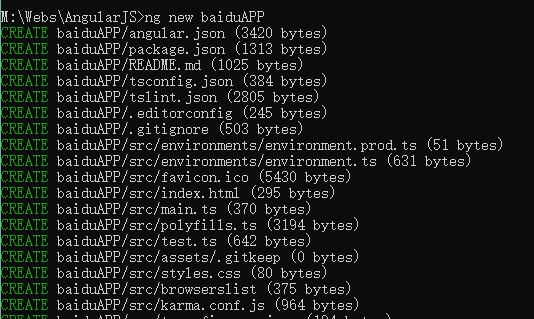 M:\Webs\AngularJS>ng new baiduAPP
CREATE baiduAPP/angular.json (3420 bytes)
CREATE baiduAPP/package.json (1313 bytes)
CREATE baiduAPP/README.md (1025 bytes)
CREATE baiduAPP/tsconfig.json (384 bytes)
CREATE baiduAPP/tslint.json (2805 bytes)
CREATE baiduAPP/.editorconfig (245 bytes)
CREATE baiduAPP/.gitignore (503 bytes)
CREATE baiduAPP/src/environments/environment.prod.ts (51 bytes)
CREATE baiduAPP/src/environments/environment.ts (631 bytes)
CREATE baiduAPP/src/favicon.ico (5430 bytes)
CREATE baiduAPP/src/index.html (295 bytes)
CREATE baiduAPP/src/main.ts (370 bytes)
CREATE baiduAPP/src/polyfills.ts (3194 bytes)
CREATE baiduAPP/src/test.ts (642 bytes)
CREATE baiduAPP/src/assets/.gitkeep (0 bytes)
CREATE baiduAPP/src/styles.css (80 bytes)
CREATE baiduAPP/src/browserslist (375 bytes)
CREATE baiduAPP/src/karma.conf.js (964 bytes)